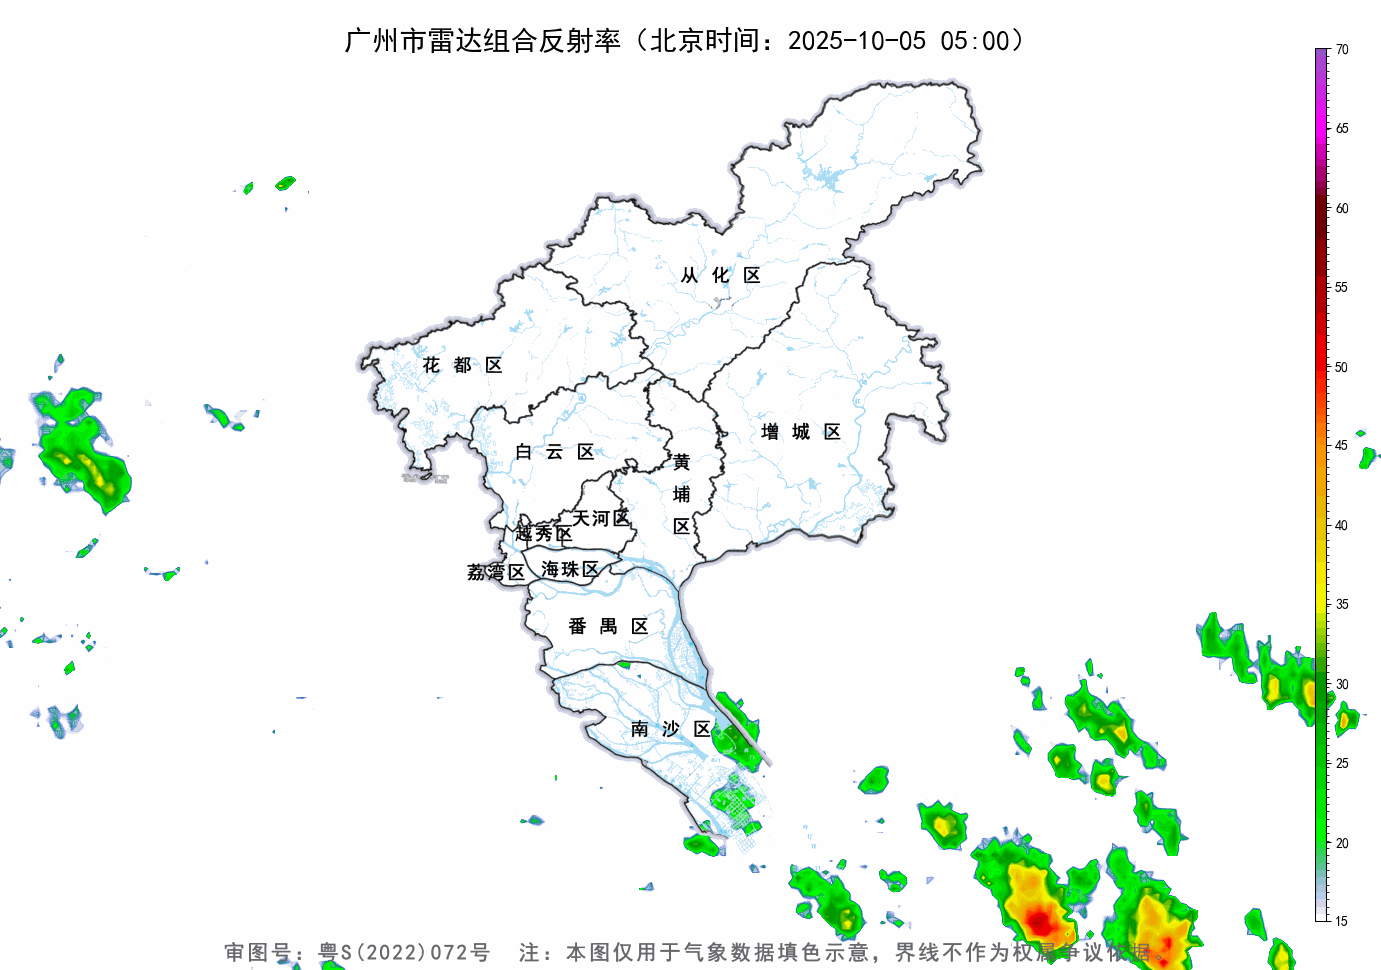 广州市雷达组合反射率（北京时间：2025-10-05 05:00）
70
65
60
55
50
45
40
35
30
25
20
15
从化区
花都区
增城区
白云区
黄埔区
天河区
越秀区
荔湾区
海珠区
番禺区
南沙区
审图号：粤S(2022)072号 注：本图仅用于气象数据填色示意，界线不作为权属争议依据。